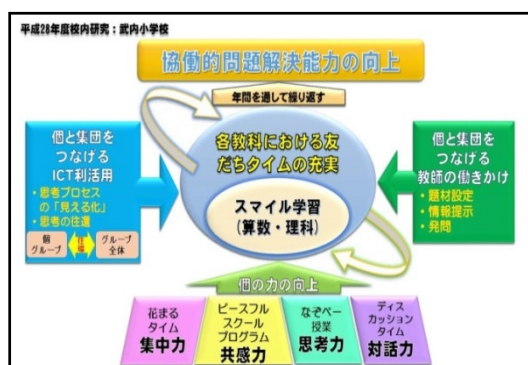 平成28年度校内研究：武内小学校
協働的問題解決能力の向上
年間を通して繰り返す
個と集団を
つなげる
ICT利活用
・思考プロセス
の「見える化」
・思考の往還
個
グループ
往還
グループ
全体
各教科における友
だちタイムの充実
スマイル学習
（算数・理科）
個と集団を
つなげる
教師の働きかけ
・題材設定
・情報提示
・発問
個の力の向上
花まる
タイム
集中力
ピースフル
スクール
プログラム
共感力
なぞペー
授業
思考力
ディス
カッション
タイム
対話力